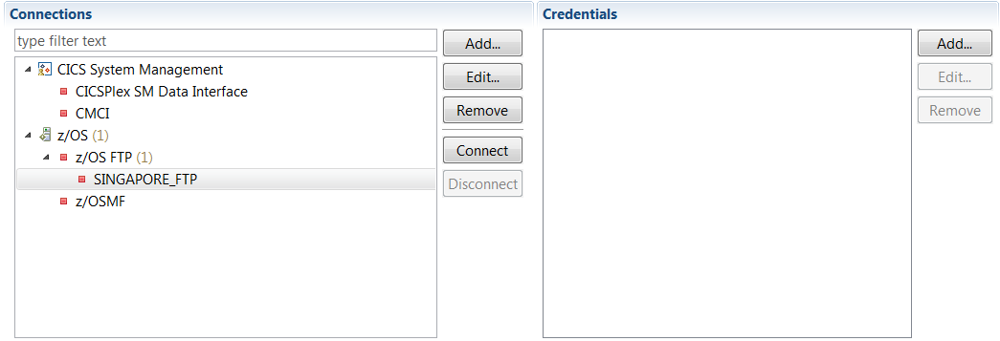 Connections
type filter text
CICS System Management
CICSPlex SM Data Interface
CMCI
z/OS (1)
z/OS FTP (1)
SINGAPORE_FTP
z/OSMF
Add...
Edit...
Remove
Connect
Disconnect
Credentials
Add...
Edit...
Remove